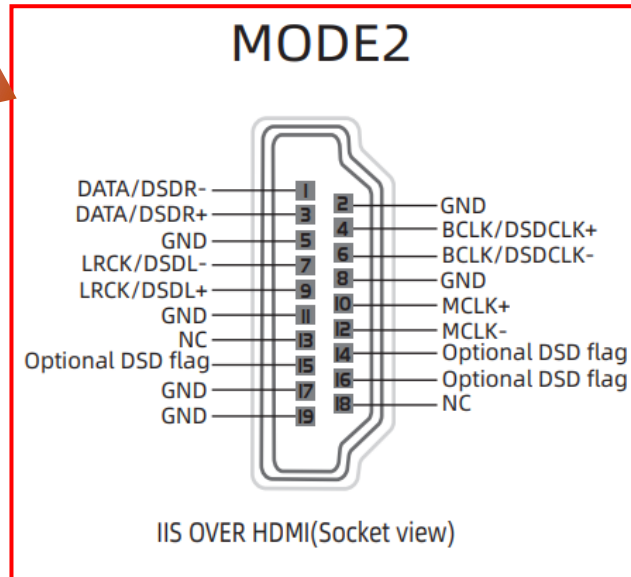 MODE2
DATA/DSDR-
1
DATA/DSDR+
3
GND
5
LRCK/DSDL-
7
LRCK/DSDL+
9
GND
11
NC
13
Optional DSD flag
15
GND
17
GND
19
2
GND
4
BCLK/DSDCLK+
6
BCLK/DSDCLK-
8
GND
10
MCLK+
12
MCLK-
14
Optional DSD flag
16
Optional DSD flag
18
NC
IIS OVER HDMI(Socket view)